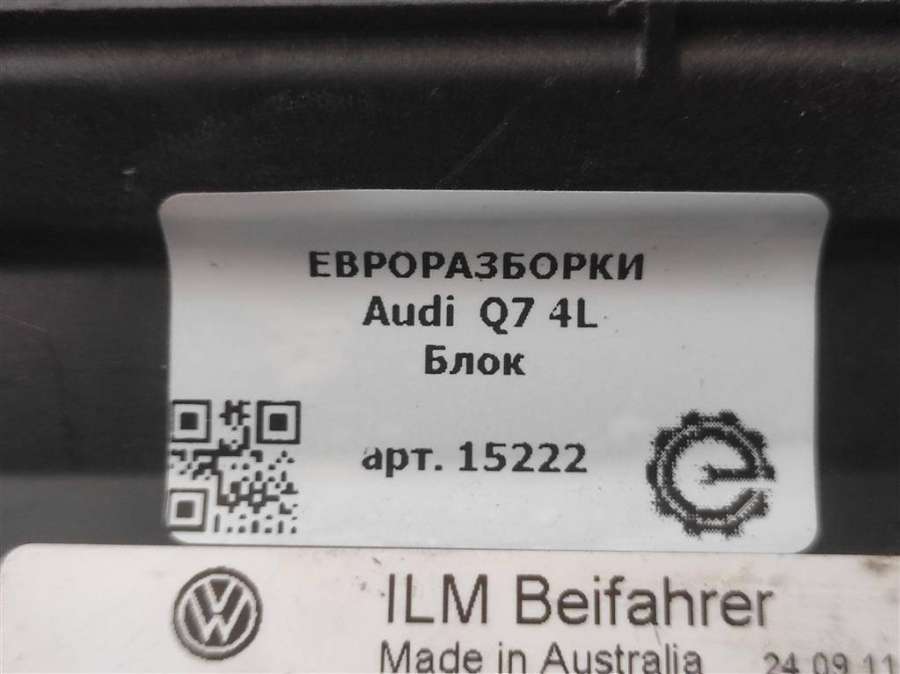 ЕВРОРАЗБОРКИ
Audi Q7 4L
Блок
арт. 15222
ILM Beifahrer
Made in Australia 24.09.11